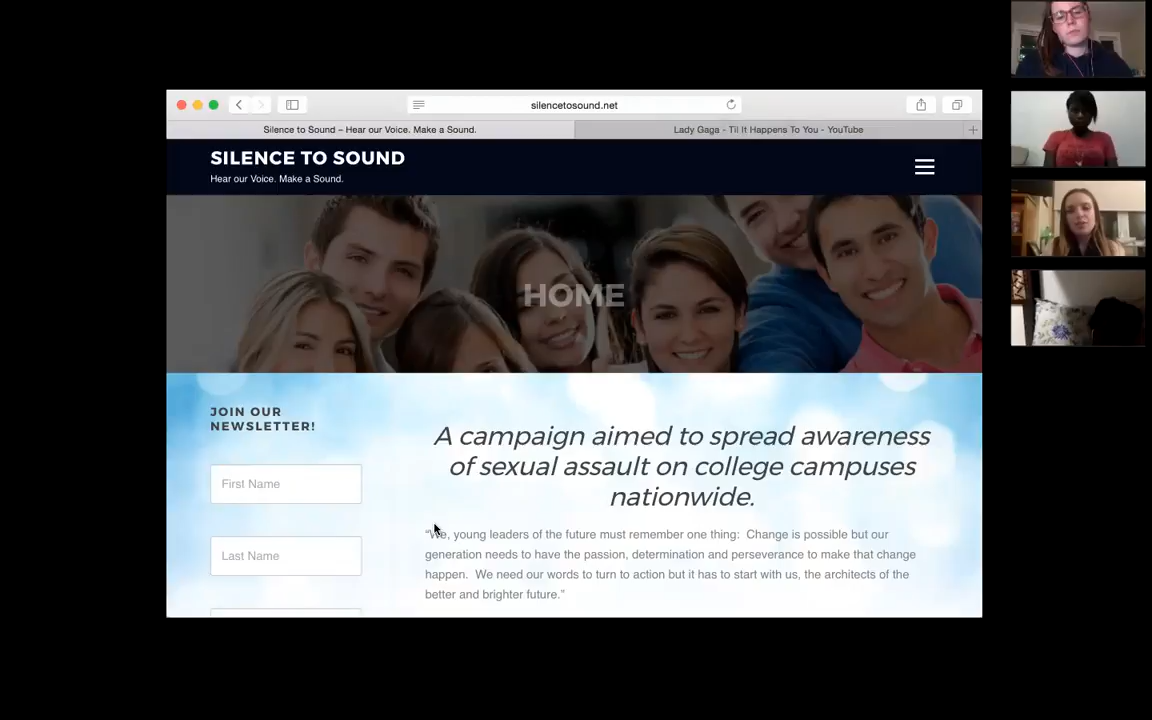 silencetosound.net
Silence to Sound – Hear our Voice. Make a Sound.
Lady Gaga - Til It Happens To You - YouTube
SILENCE TO SOUND
Hear our Voice. Make a Sound.
HOME
JOIN OUR
NEWSLETTER!
First Name
Last Name
A campaign aimed to spread awareness
of sexual assault on college campuses
nationwide.
“We, young leaders of the future must remember one thing:  Change is possible but our
generation needs to have the passion, determination and perseverance to make that change
happen.  We need our words to turn to action but it has to start with us, the architects of the
better and brighter future.”